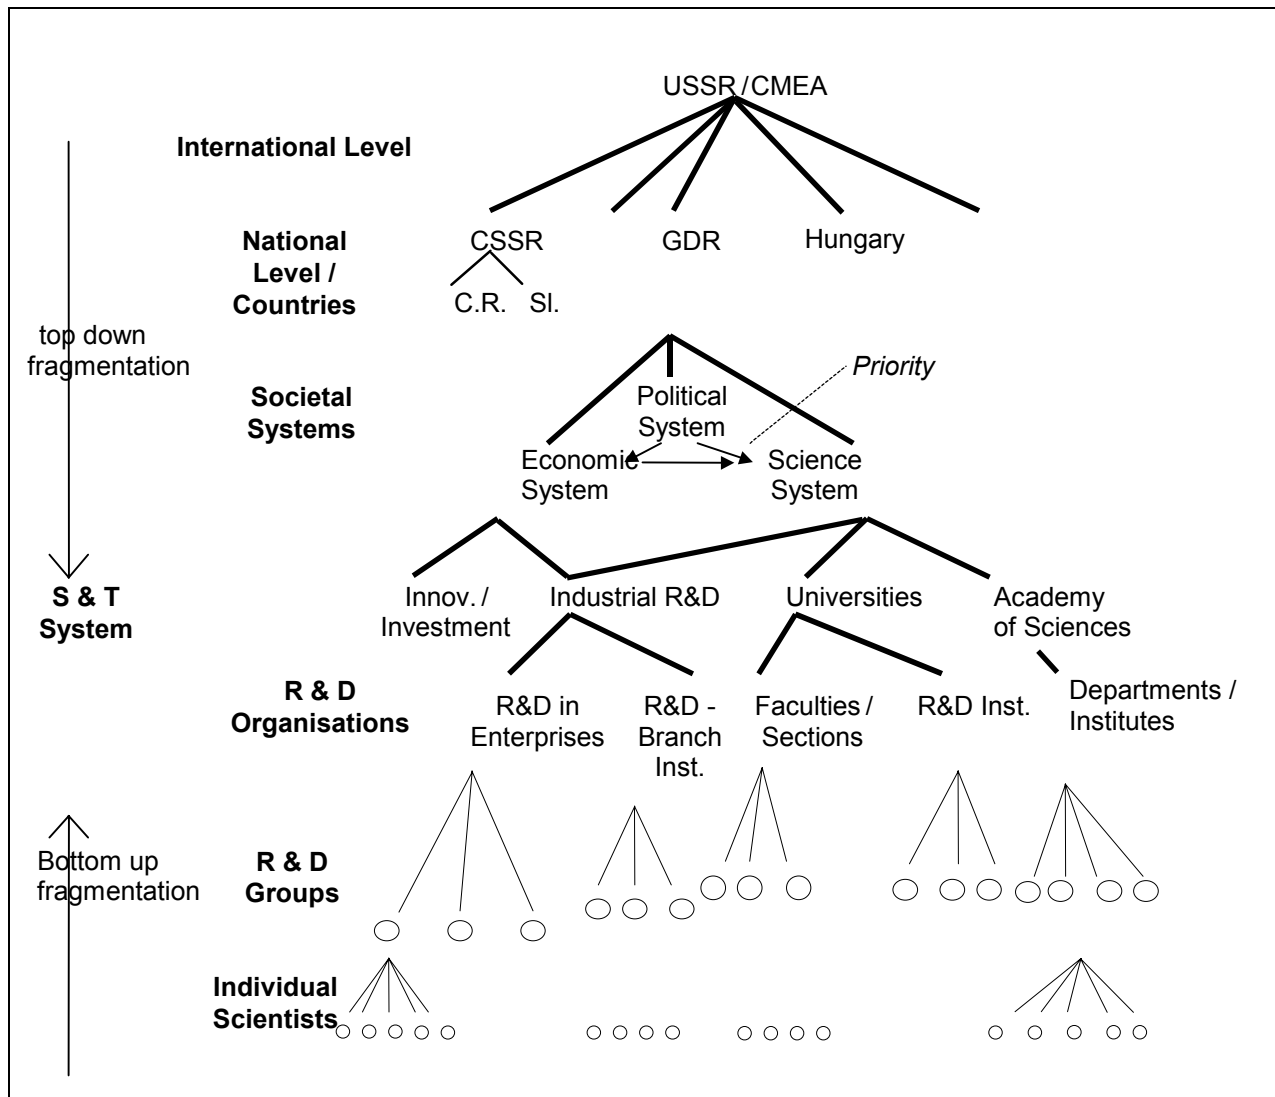 USSR / CMEA
International Level
National
Level /
Countries
CSSR
GDR
Hungary
C.R. Sl.
top down
fragmentation
Societal
Systems
Political
System
Priority
Economic
System
Science
System
S & T
System
Innov. /
Investment
Industrial R&D
Universities
Academy
of Sciences
R & D
Organisations
R&D in
Enterprises
R&D -
Branch
Inst.
Faculties /
Sections
R&D Inst.
Departments /
Institutes
Bottom up
fragmentation
R & D
Groups
Individual
Scientists